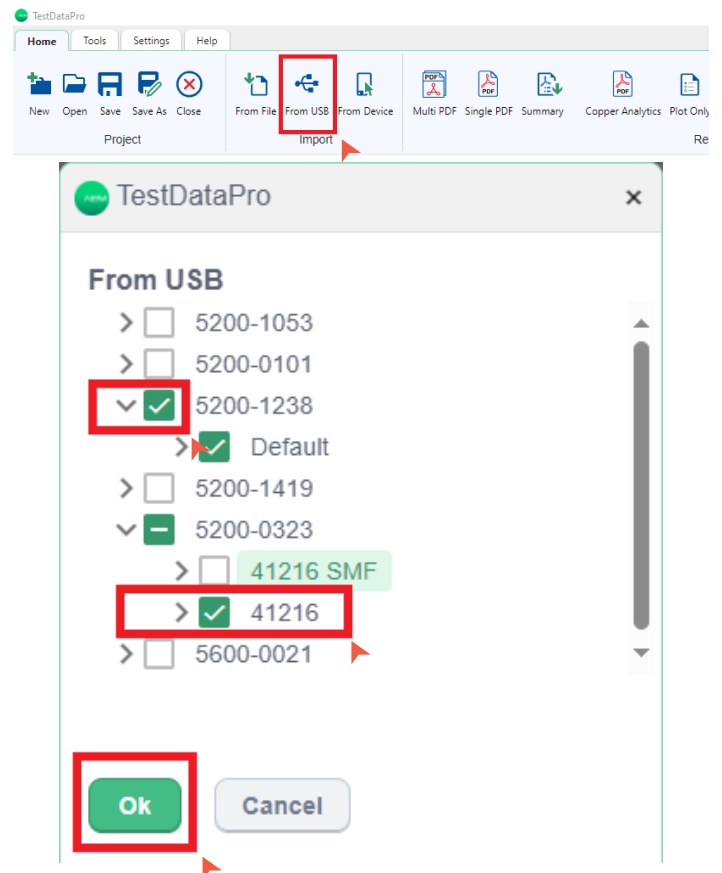 TestDataPro
Home Tools Settings Help
New Open Save Save As Close From File From USB From Device Multi PDF Single PDF Summary Copper Analytics Plot Only
Project Import Re
TestDataPro
From USB
5200-1053
5200-0101
5200-1238
Default
5200-1419
5200-0323
41216 SMF
41216
5600-0021
Ok Cancel